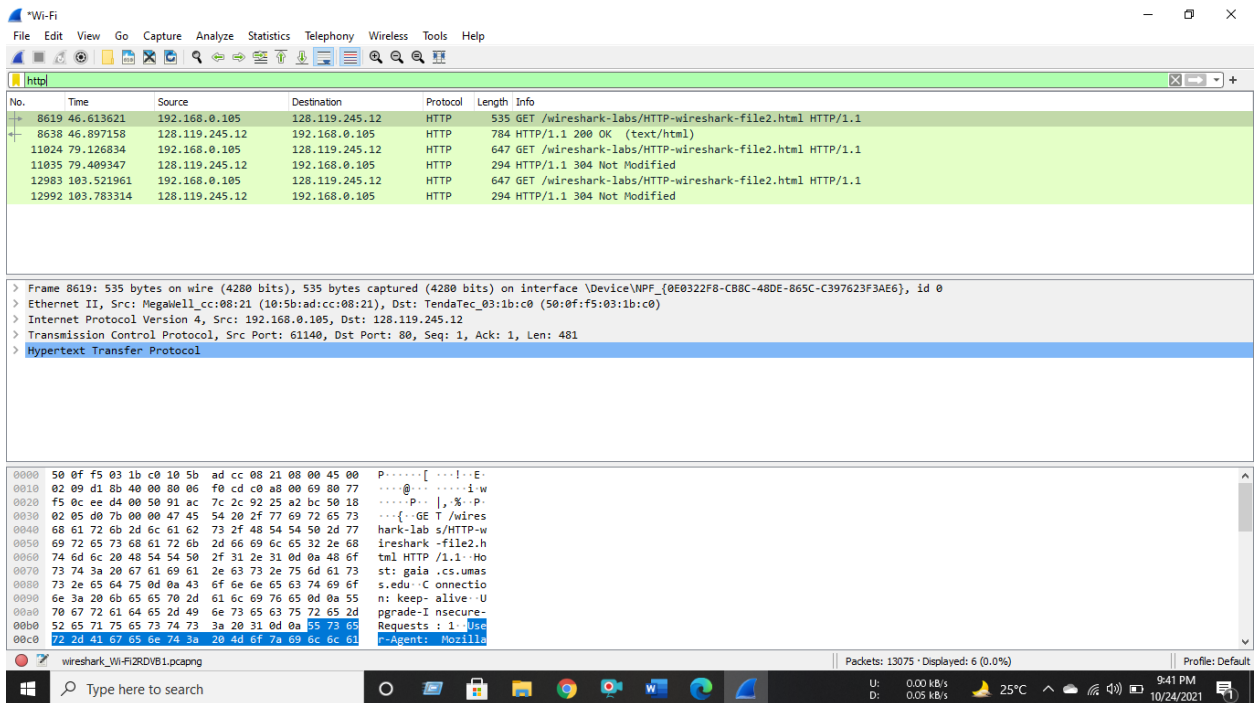 *Wi-Fi
File Edit View Go Capture Analyze Statistics Telephony Wireless Tools Help
http
No. Time Source Destination Protocol Length Info
8619 46.613621 192.168.0.105 128.119.245.12 HTTP 535 GET /wireshark-labs/HTTP-wireshark-file2.html HTTP/1.1
8638 46.897158 128.119.245.12 192.168.0.105 HTTP 784 HTTP/1.1 200 OK (text/html)
11024 79.126834 192.168.0.105 128.119.245.12 HTTP 647 GET /wireshark-labs/HTTP-wireshark-file2.html HTTP/1.1
11035 79.409347 128.119.245.12 192.168.0.105 HTTP 294 HTTP/1.1 304 Not Modified
12983 103.521961 192.168.0.105 128.119.245.12 HTTP 647 GET /wireshark-labs/HTTP-wireshark-file2.html HTTP/1.1
12992 103.783314 128.119.245.12 192.168.0.105 HTTP 294 HTTP/1.1 304 Not Modified
> Frame 8619: 535 bytes on wire (4280 bits), 535 bytes captured (4280 bits) on interface \Device\NPF_{0E0322F8-CB8C-48DE-865C-C397623F3AE6}, id 0
> Ethernet II, Src: MegaWell_cc:08:21 (10:5b:ad:cc:08:21), Dst: TendaTec_03:1b:c0 (50:0f:f5:03:1b:c0)
> Internet Protocol Version 4, Src: 192.168.0.105, Dst: 128.119.245.12
> Transmission Control Protocol, Src Port: 61140, Dst Port: 80, Seq: 1, Ack: 1, Len: 481
> Hypertext Transfer Protocol
0000 50 0f f5 03 1b c0 10 5b ad cc 08 21 08 00 45 00 P······[ ···!··E·
0010 02 09 d1 8b 40 00 80 06 f0 cd c0 a8 00 69 80 77 ····@··· ·····i·w
0020 f5 0c ee d4 00 50 91 ac 7c 2c 92 25 a2 bc 50 18 ·····P·· |,·%··P·
0030 02 05 d0 7b 00 00 47 45 54 20 2f 77 69 72 65 73 ···{··GE T /wires
0040 68 61 72 6b 2d 6c 61 62 73 2f 48 54 54 50 2d 77 hark-lab s/HTTP-w
0050 69 72 65 73 68 61 72 6b 2d 66 69 6c 65 32 2e 68 ireshark -file2.h
0060 74 6d 6c 20 48 54 54 50 2f 31 2e 31 0d 0a 48 6f tml HTTP /1.1··Ho
0070 73 74 3a 20 67 61 69 61 2e 63 73 2e 75 6d 61 73 st: gaia .cs.umas
0080 73 2e 65 64 75 0d 0a 43 6f 6e 6e 65 63 74 69 6f s.edu··C onnectio
0090 6e 3a 20 6b 65 65 70 2d 61 6c 69 76 65 0d 0a 55 n: keep- alive··U
00a0 70 67 72 61 64 65 2d 49 6e 73 65 63 75 72 65 2d pgrade-I nsecure-
00b0 52 65 71 75 65 73 74 73 3a 20 31 0d 0a 55 73 65 Requests : 1··Use
00c0 72 2d 41 67 65 6e 74 3a 20 4d 6f 7a 69 6c 6c 61 r-Agent: Mozilla
wireshark_Wi-Fi2RDVB1.pcapng Packets: 13075 · Displayed: 6 (0.0%) Profile: Default
Type here to search U: 0.00 kB/s D: 0.05 kB/s 25°C 9:41 PM 10/24/2021 1